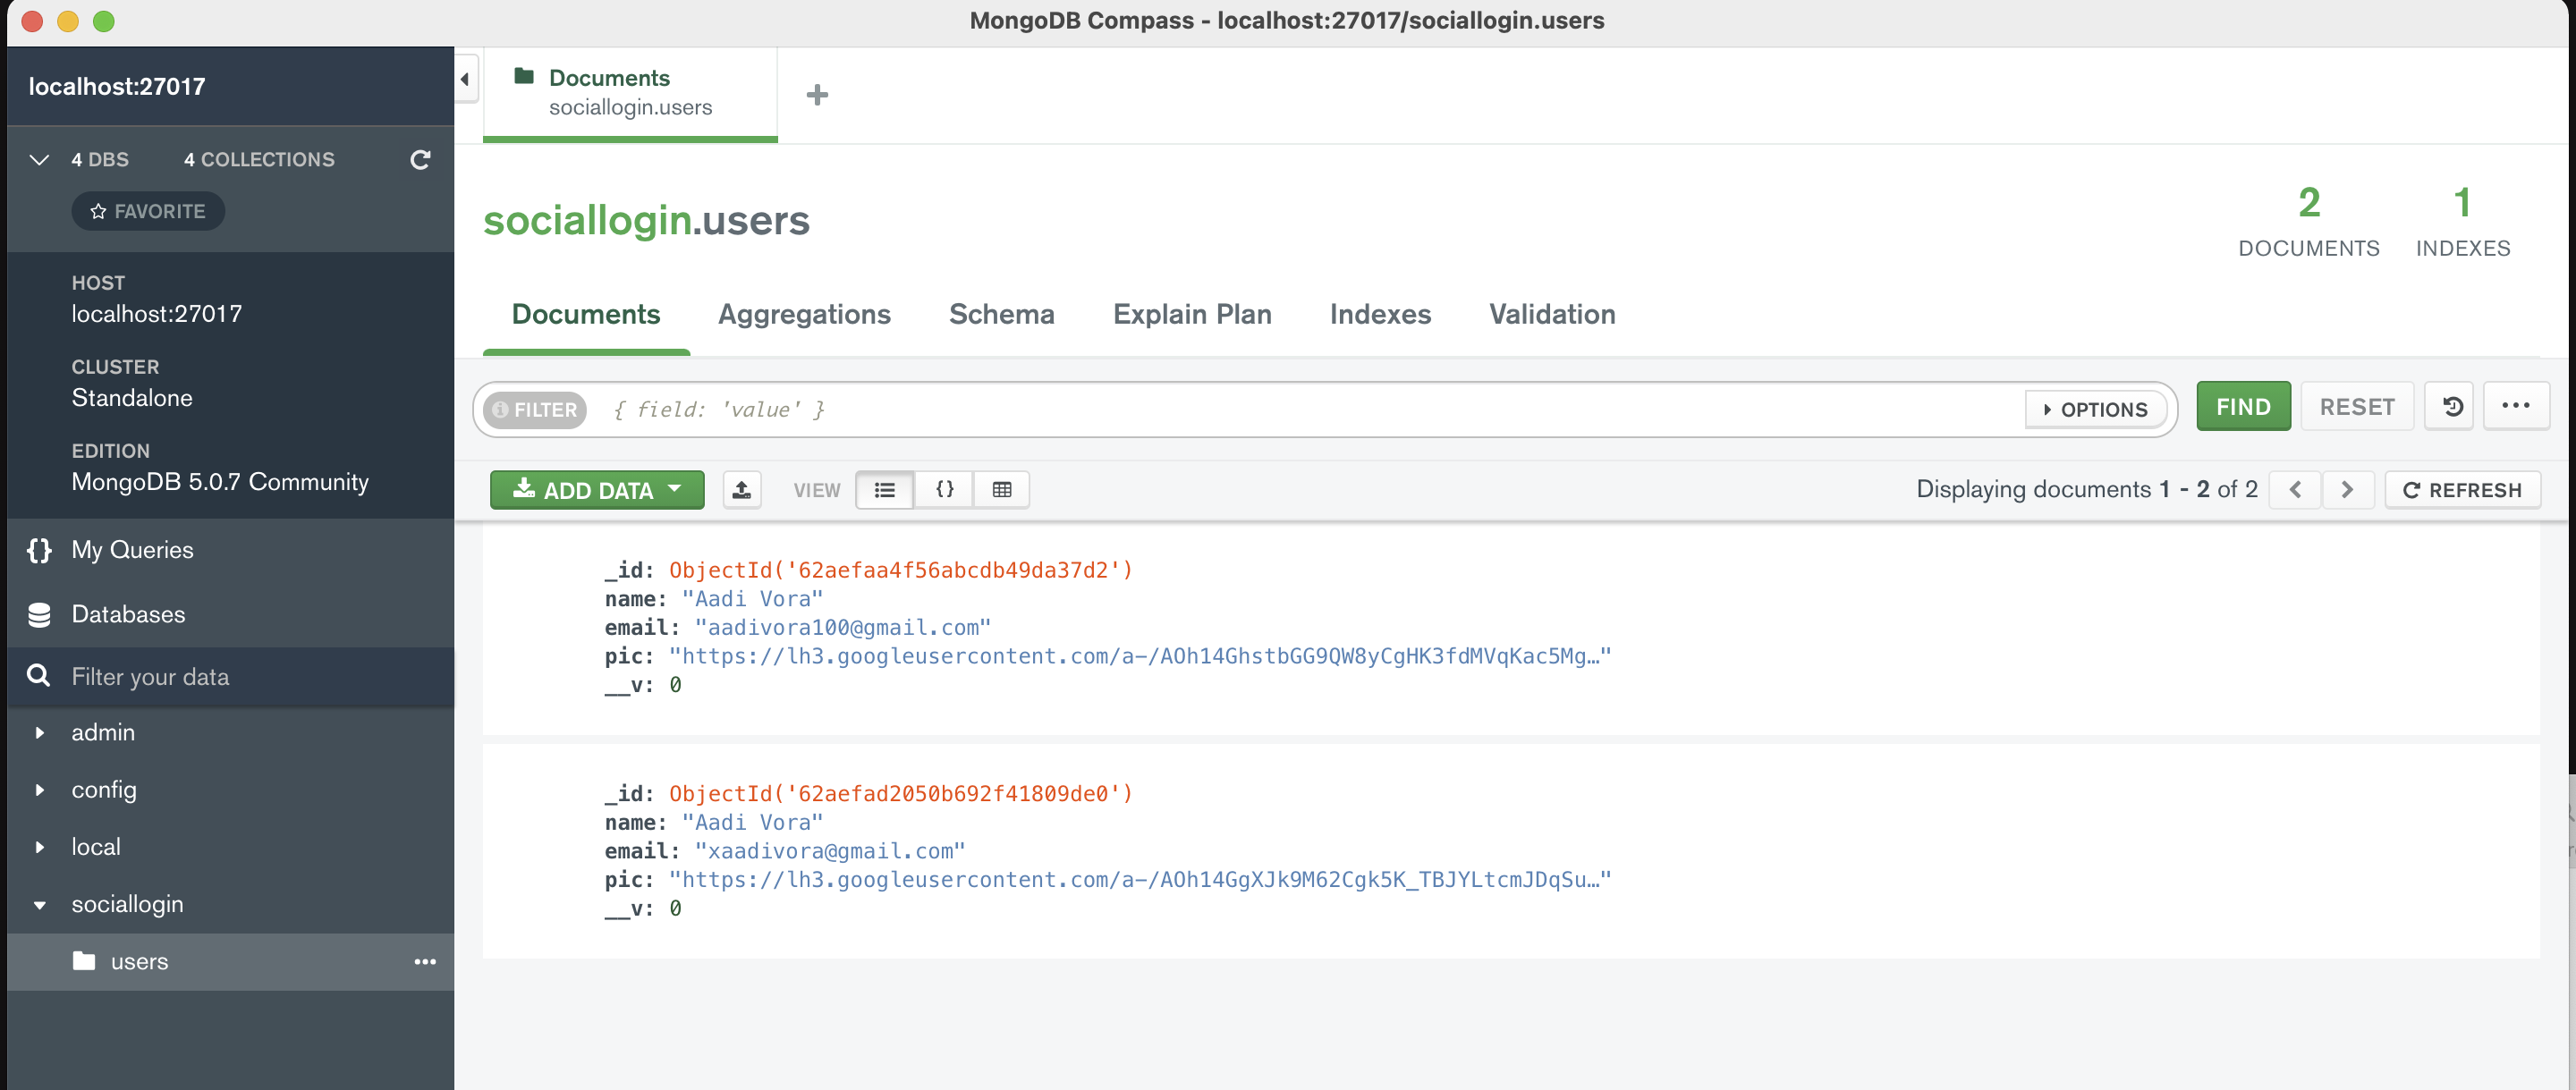 MongoDB Compass - localhost:27017/sociallogin.users
localhost:27017
4 DBS 4 COLLECTIONS
FAVORITE
HOST
localhost:27017
CLUSTER
Standalone
EDITION
MongoDB 5.0.7 Community
My Queries
Databases
Filter your data
admin
config
local
sociallogin
users
Documents
sociallogin.users
sociallogin.users
2
DOCUMENTS
1
INDEXES
Documents Aggregations Schema Explain Plan Indexes Validation
FILTER { field: 'value' } OPTIONS FIND RESET
ADD DATA VIEW {} Displaying documents 1 - 2 of 2 REFRESH
_id: ObjectId('62aefaa4f56abcdb49da37d2')
name: "Aadi Vora"
email: "aadivora100@gmail.com"
pic: "https://lh3.googleusercontent.com/a-/AOh14GhstbGG9QW8yCgHK3fdMVqKac5Mg…"
__v: 0
_id: ObjectId('62aefad2050b692f41809de0')
name: "Aadi Vora"
email: "xaadivora@gmail.com"
pic: "https://lh3.googleusercontent.com/a-/AOh14GgXJk9M62Cgk5K_TBJYLtcmJDqSu…"
__v: 0